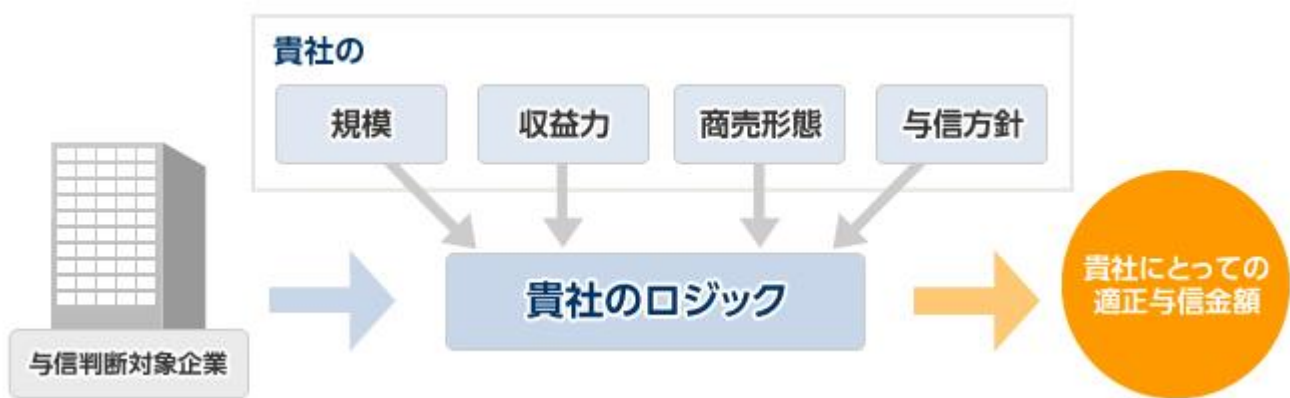 貴社の
規模
収益力
商売形態
与信方針
与信判断対象企業
貴社のロジック
貴社にとっての
適正与信金額